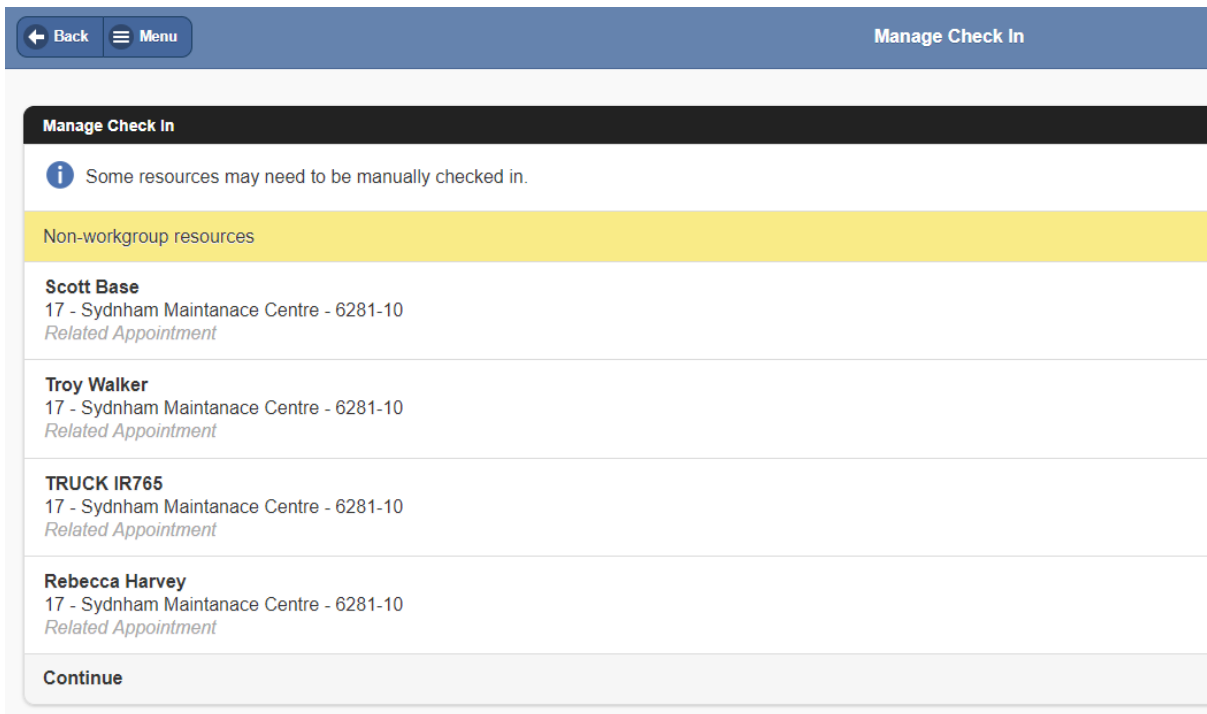 Back
Menu
Manage Check In
Manage Check In
Some resources may need to be manually checked in.
Non-workgroup resources
Scott Base
17 - Sydnham Maintanace Centre - 6281-10
Related Appointment
Troy Walker
17 - Sydnham Maintanace Centre - 6281-10
Related Appointment
TRUCK IR765
17 - Sydnham Maintanace Centre - 6281-10
Related Appointment
Rebecca Harvey
17 - Sydnham Maintanace Centre - 6281-10
Related Appointment
Continue